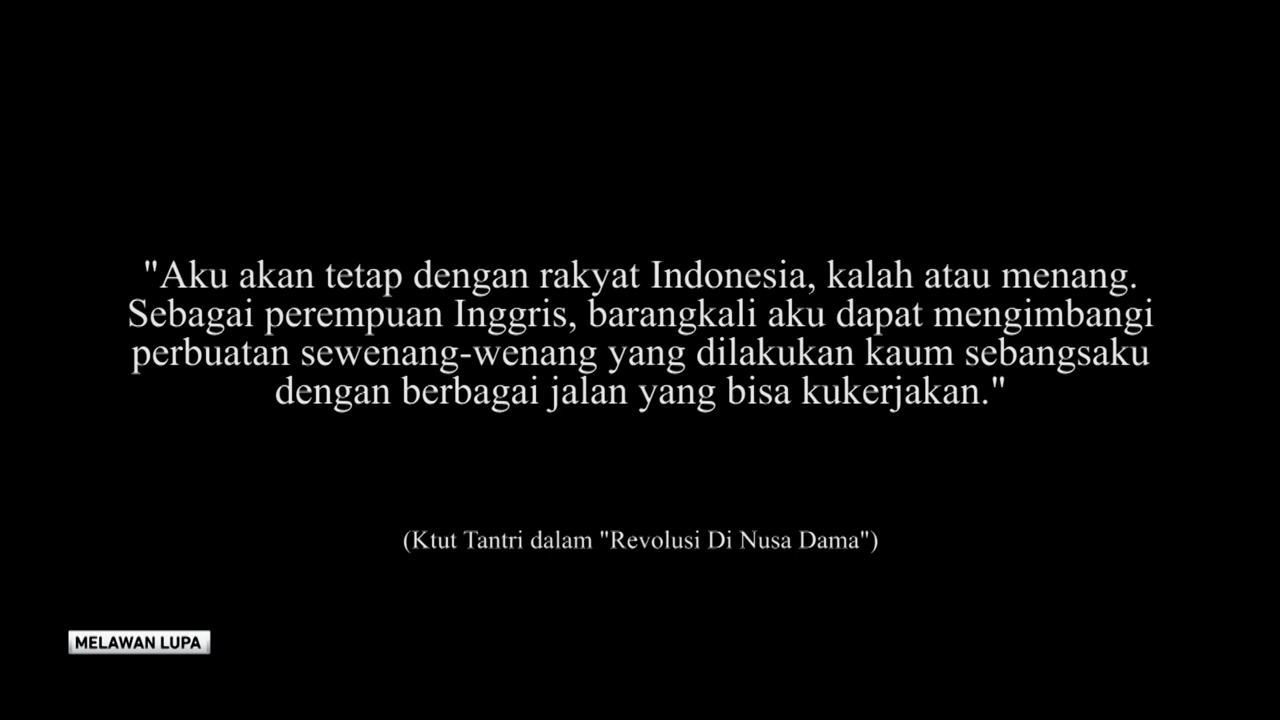 "Aku akan tetap dengan rakyat Indonesia, kalah atau menang.
Sebagai perempuan Inggris, barangkali aku dapat mengimbangi
perbuatan sewenang-wenang yang dilakukan kaum sebangsaku
dengan berbagai jalan yang bisa kukerjakan."
(Ktut Tantri dalam "Revolusi Di Nusa Dama")
MELAWAN LUPA